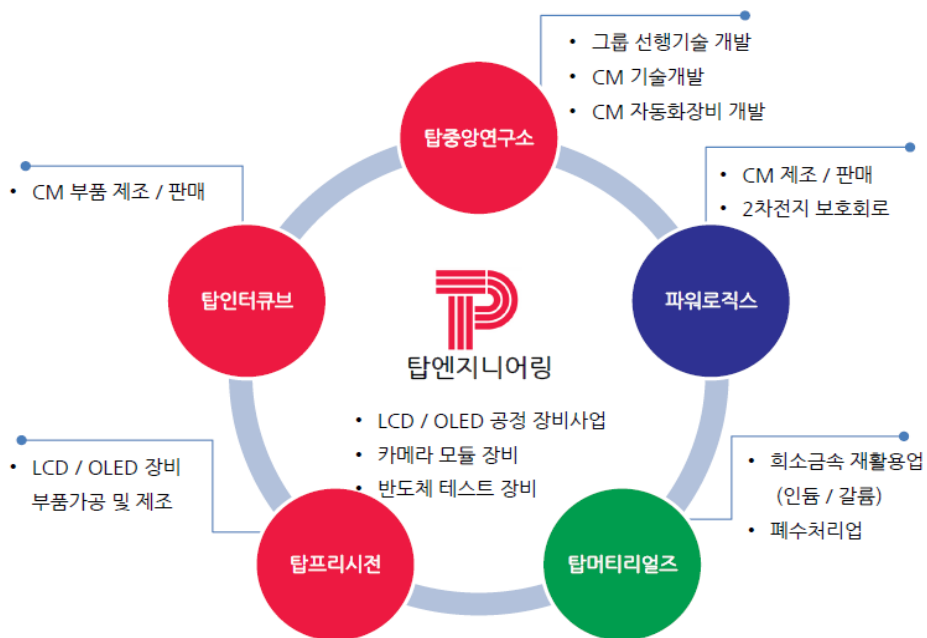 • 그룹 선행기술 개발
• CM 기술개발
• CM 자동화장비 개발
탑중앙연구소
• CM 부품 제조 / 판매
탑인터큐브
• CM 제조 / 판매
• 2차전지 보호회로
파워로직스
TP
탑엔지니어링
• LCD / OLED 공정 장비사업
• 카메라 모듈 장비
• 반도체 테스트 장비
• LCD / OLED 장비
부품가공 및 제조
탑프리시전
• 희소금속 재활용업
(인듐 / 갈륨)
• 폐수처리업
탑머티리얼즈